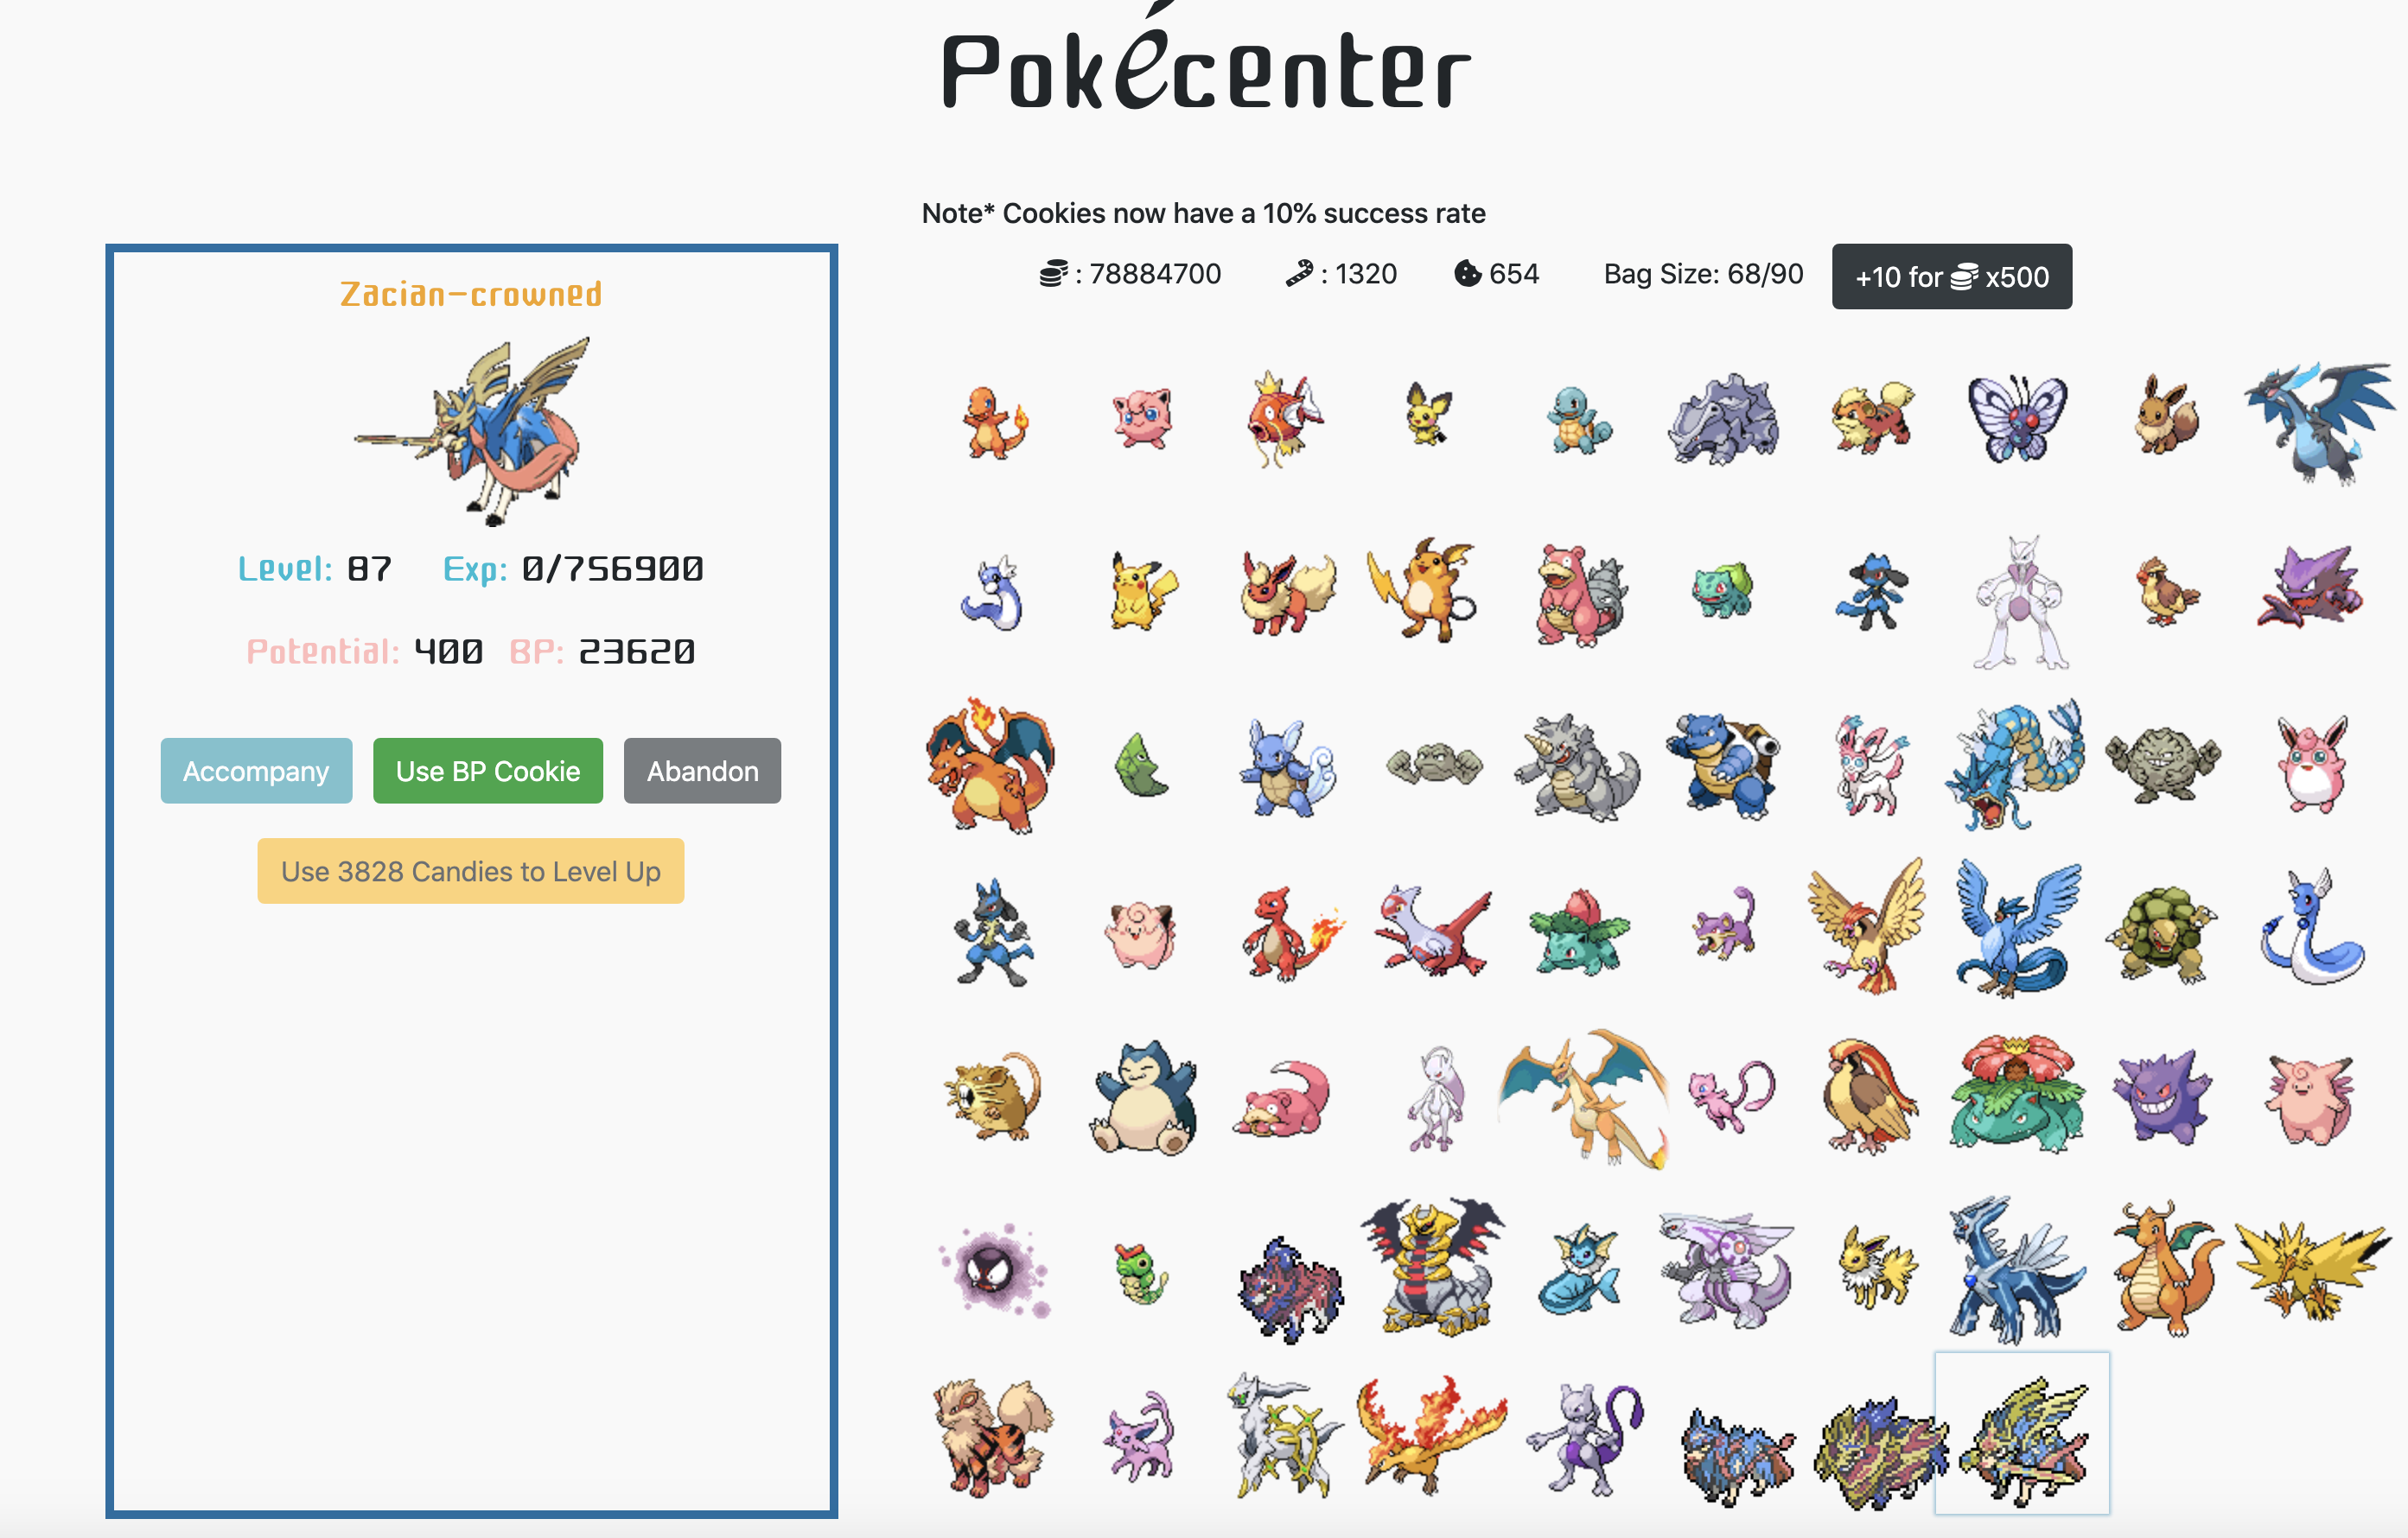 Pokécenter
Note* Cookies now have a 10% success rate
: 78884700 : 1320 654 Bag Size: 68/90 +10 for x500
Zacian-crowned
Level: 87 Exp: 0/756900
Potential: 400 BP: 23620
Accompany Use BP Cookie Abandon
Use 3828 Candies to Level Up